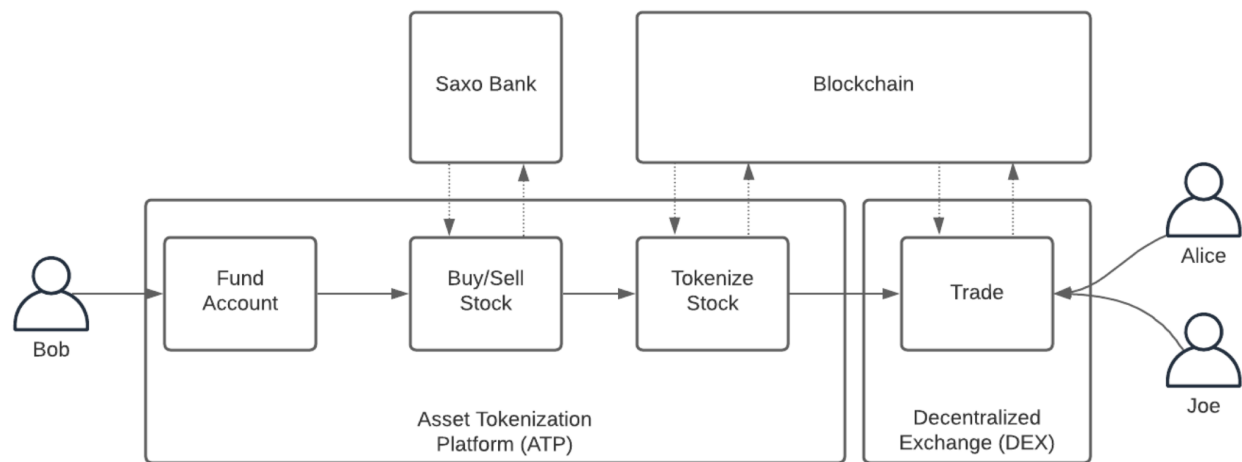 Saxo Bank
Blockchain
Bob
Fund
Account
Buy/Sell
Stock
Tokenize
Stock
Trade
Alice
Joe
Asset Tokenization
Platform (ATP)
Decentralized
Exchange (DEX)